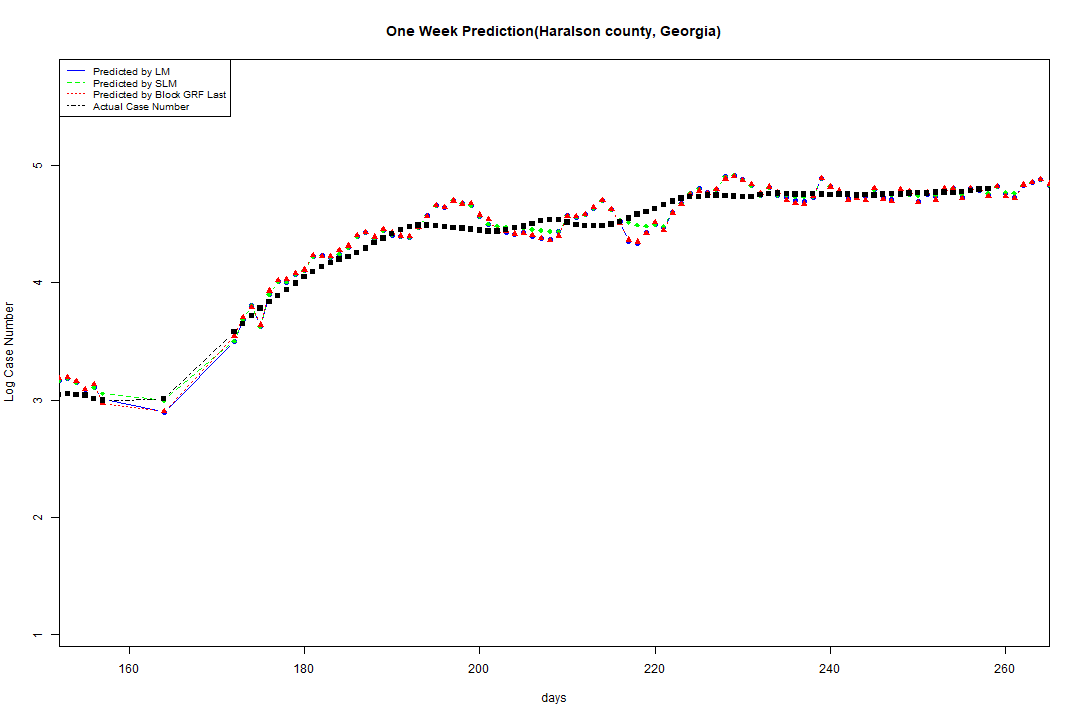 One Week Prediction(Haralson county, Georgia)
Predicted by LM
Predicted by SLM
Predicted by Block GRF Last
Actual Case Number
5
4
3
2
1
Log Case Number
160 180 200 220 240 260
days